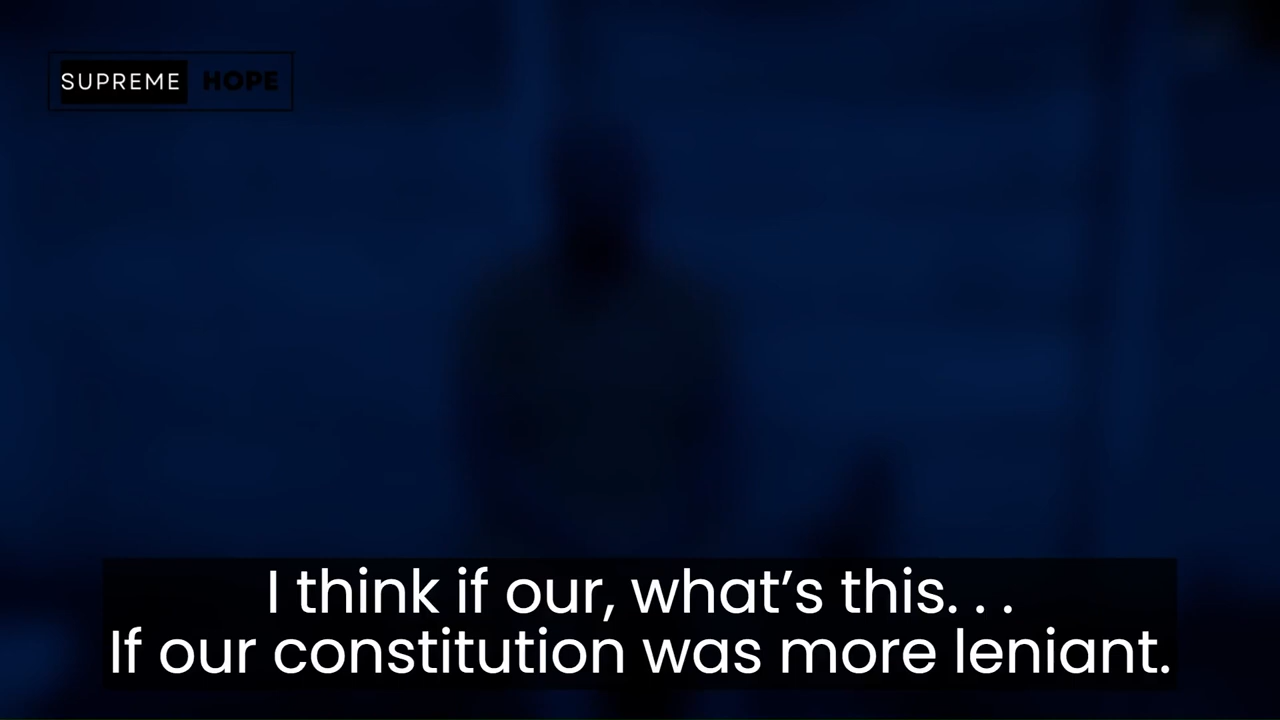 SUPREME HOPE
I think if our, what’s this. . .
If our constitution was more leniant.